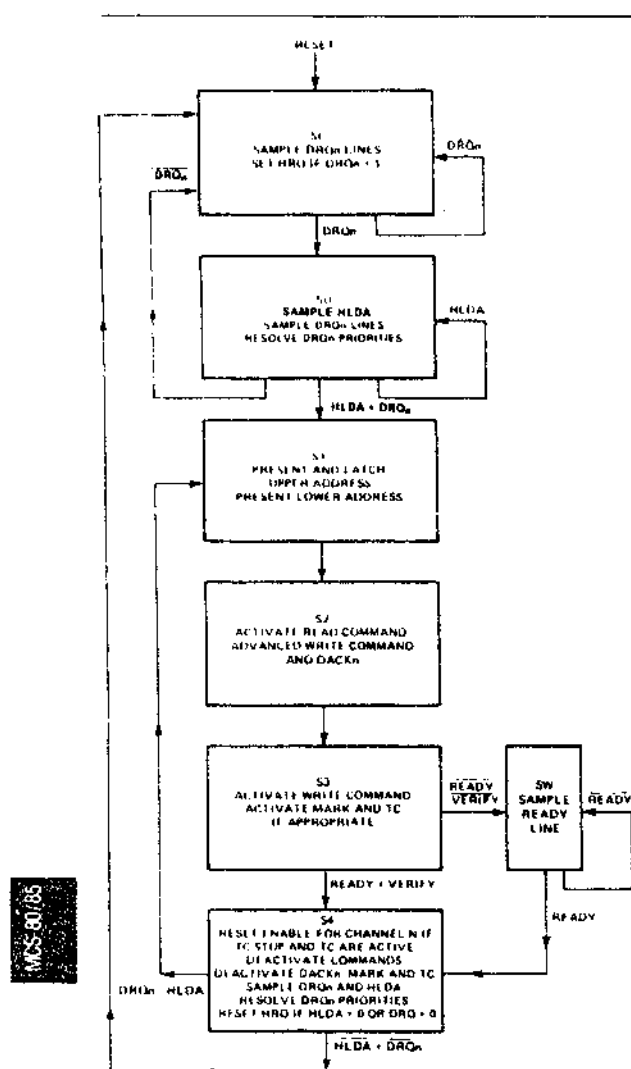 RESET
SI
SAMPLE DRQn LINES
SET HRQ IF DRQn = 1
DRQn
DRQn
DRQn
S0
SAMPLE HLDA
SAMPLE DRQn LINES
RESOLVE DRQn PRIORITIES
HLDA
HLDA + DRQn
S1
PRESENT AND LATCH
UPPER ADDRESS
PRESENT LOWER ADDRESS
S2
ACTIVATE READ COMMAND
ADVANCED WRITE COMMAND
AND DACKn
S3
ACTIVATE WRITE COMMAND
ACTIVATE MARK AND TC
IF APPROPRIATE
READY
VERIFY
SW
SAMPLE
READY
LINE
READY
READY + VERIFY
READY
S4
RESET ENABLE FOR CHANNEL N IF
TC STOP AND TC ARE ACTIVE
DEACTIVATE COMMANDS
DEACTIVATE DACKn MARK AND TC
SAMPLE DRQn AND HLDA
RESOLVE DRQn PRIORITIES
RESET HRQ IF HLDA = 0 OR DRQ = 0
DRQn HLDA
HLDA + DRQn
MCS-80/85